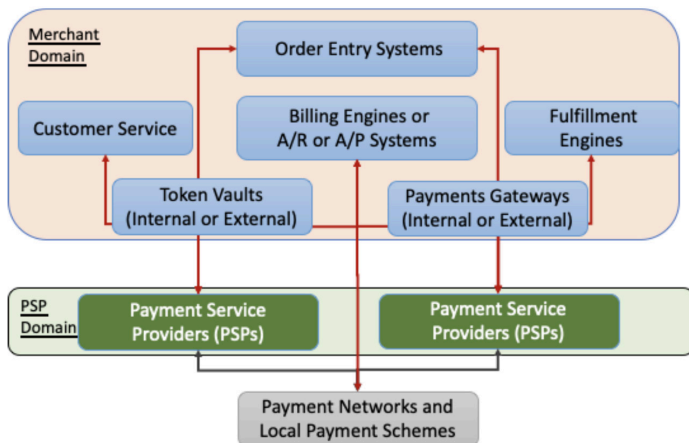 Merchant
Domain
Order Entry Systems
Customer Service
Billing Engines or
A/R or A/P Systems
Fulfillment
Engines
Token Vaults
(Internal or External)
Payments Gateways
(Internal or External)
PSP
Domain
Payment Service
Providers (PSPs)
Payment Service
Providers (PSPs)
Payment Networks and
Local Payment Schemes